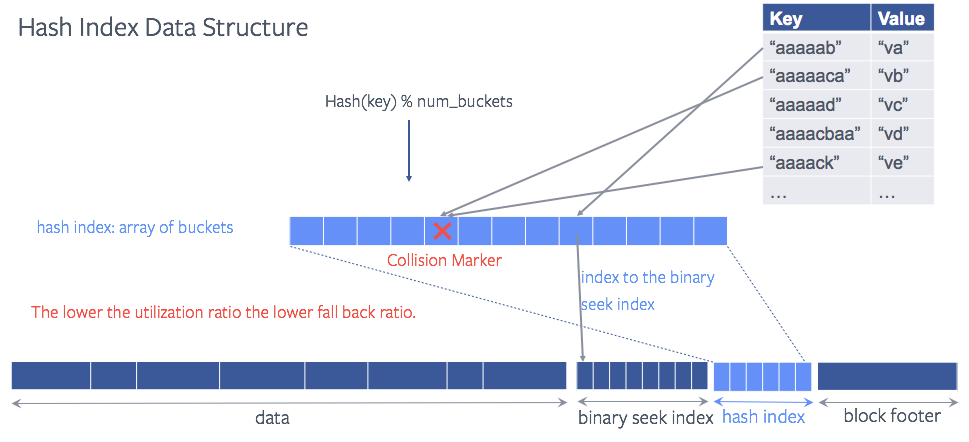 Hash Index Data Structure
Key Value
“aaaaab” “va”
“aaaaaca” “vb”
“aaaaad” “vc”
“aaaacbaa” “vd”
“aaaack” “ve”
… …
Hash(key) % num_buckets
hash index: array of buckets
Collision Marker
index to the binary
seek index
The lower the utilization ratio the lower fall back ratio.
data
binary seek index
hash index
block footer